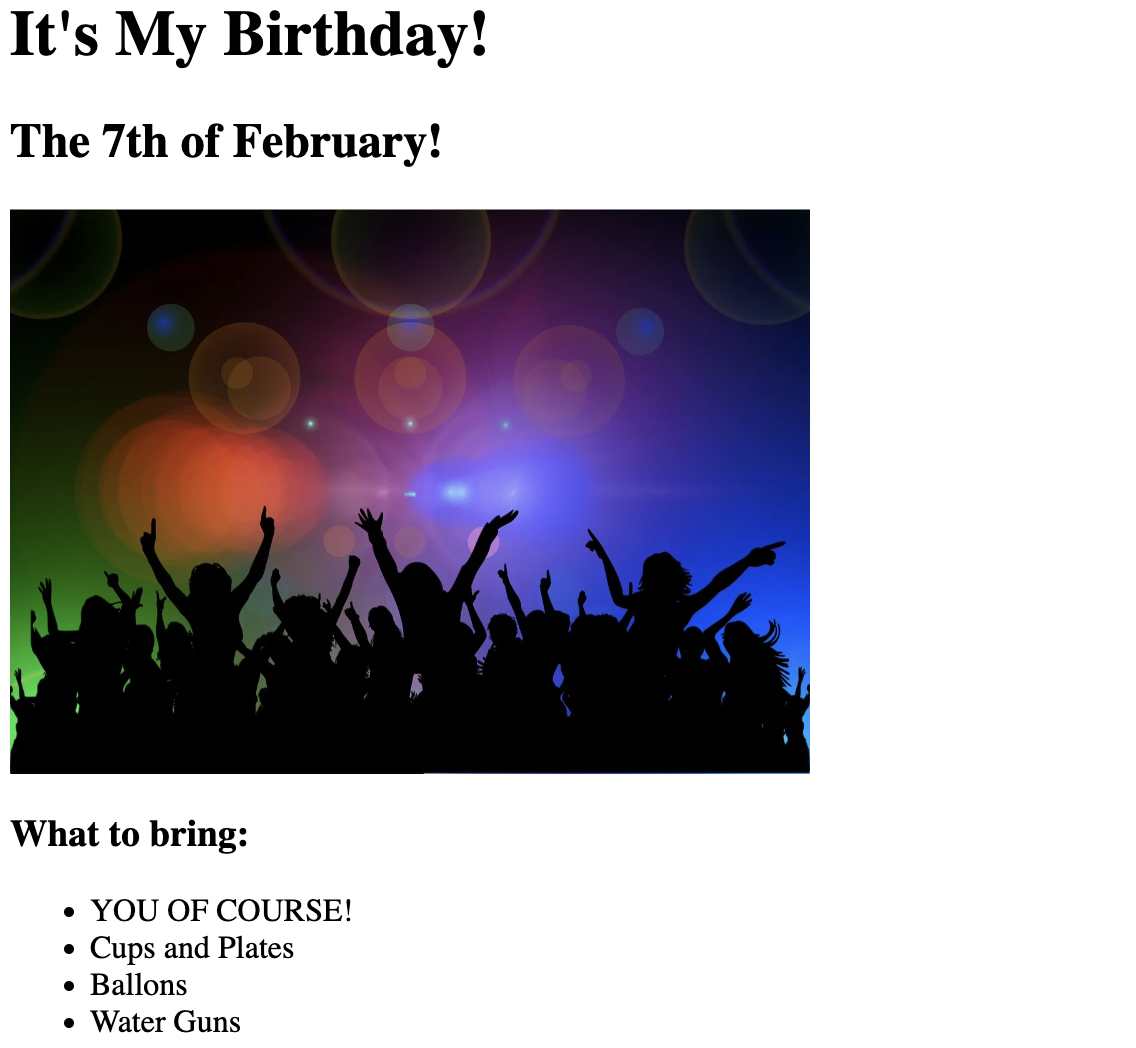 It's My Birthday!
The 7th of February!
What to bring:
• YOU OF COURSE!
• Cups and Plates
• Ballons
• Water Guns